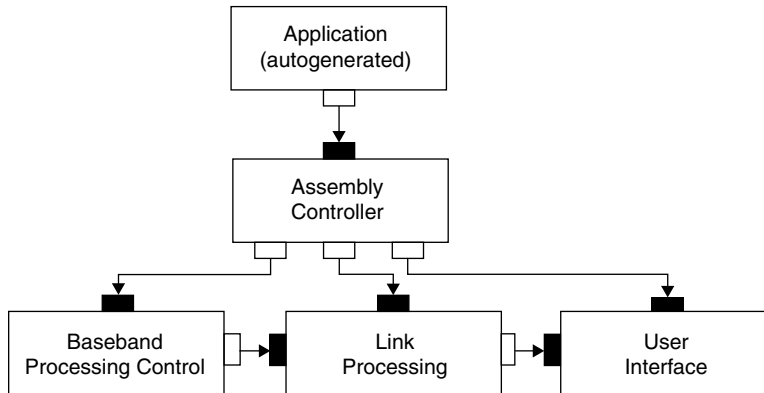 Application
(autogenerated)
Assembly
Controller
Baseband
Processing Control
Link
Processing
User
Interface